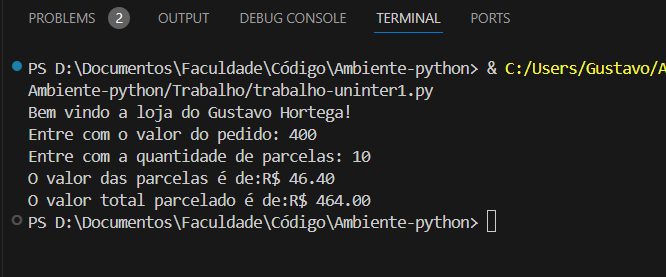 PROBLEMS 2 OUTPUT DEBUG CONSOLE TERMINAL PORTS
PS D:\Documentos\Faculdade\Código\Ambiente-python> & C:/Users/Gustavo/A
Ambiente-python/Trabalho/trabalho-uninter1.py
Bem vindo a loja do Gustavo Hortega!
Entre com o valor do pedido: 400
Entre com a quantidade de parcelas: 10
O valor das parcelas é de:R$ 46.40
O valor total parcelado é de:R$ 464.00
PS D:\Documentos\Faculdade\Código\Ambiente-python>